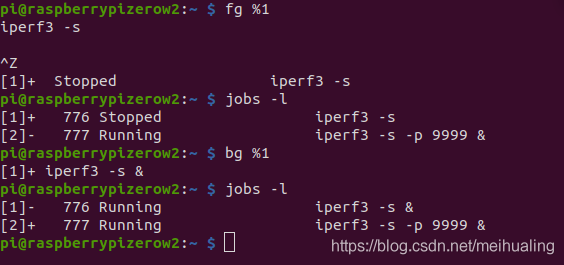 pi@raspberrypizerow2:~ $ fg %1
iperf3 -s
^Z
[1]+  Stopped                 iperf3 -s
pi@raspberrypizerow2:~ $ jobs -l
[1]+   776 Stopped                 iperf3 -s
[2]-   777 Running                 iperf3 -s -p 9999 &
pi@raspberrypizerow2:~ $ bg %1
[1]+ iperf3 -s &
pi@raspberrypizerow2:~ $ jobs -l
[1]-   776 Running                 iperf3 -s &
[2]+   777 Running                 iperf3 -s -p 9999 &
pi@raspberrypizerow2:~ $
https://blog.csdn.net/meihualing